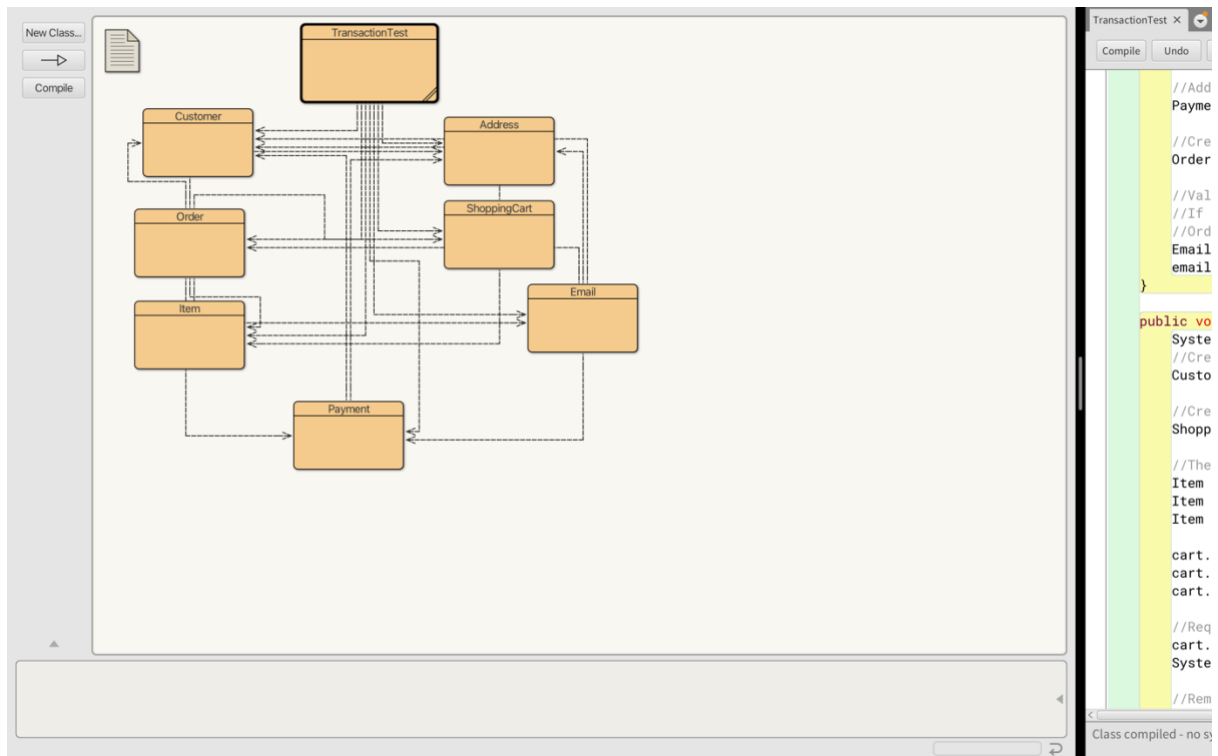 New Class...
Compile
TransactionTest
Customer
Address
Order
ShoppingCart
Email
Item
Payment
TransactionTest ×
Compile
Undo
//Add
Payme
//Cre
Order
//Val
//If
//Ord
Email
email
}
public vo
Syste
//Cre
Custo
//Cre
Shopp
//The
Item
Item
Item
cart.
cart.
cart.
//Req
cart.
Syste
//Rem
Class compiled - no sy